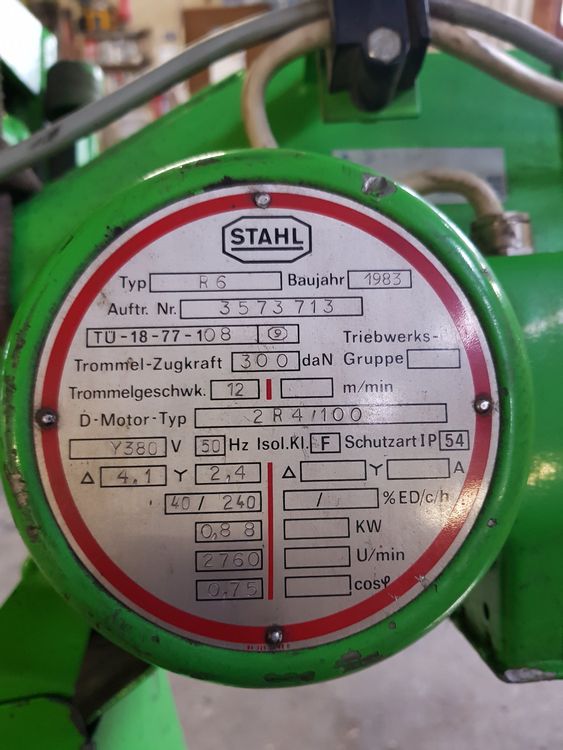 STAHL
Typ R6 Baujahr 1983
Auftr. Nr. 3573713
TÜ-18-77-108 9 Triebwerks-
Trommel-Zugkraft 300 daN Gruppe
Trommelgeschwk. 12 m/min
D-Motor-Typ 2R4/100
Y380 V 50 Hz Isol.Kl. F Schutzart IP 54
Δ 4,1 Y 2,4 Δ Y A
40/240 / %ED/c/h
0,88 KW
2760 U/min
0,75 cosφ